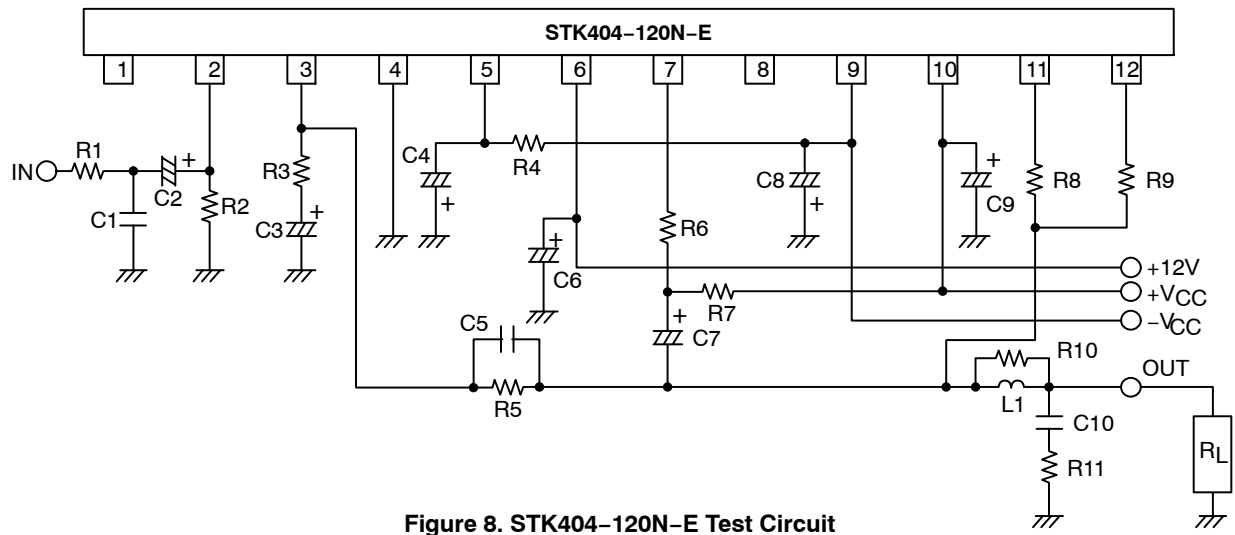 STK404−120N−E
1 2 3 4 5 6 7 8 9 10 11 12
IN
R1
C1
C2
+
R2
R3
C3
+
C4
+
R4
C6
+
R6
R7
C7
+
C8
+
C9
+
R8
R9
+12V
+VCC
−VCC
C5
R5
R10
L1
OUT
C10
R11
RL
Figure 8. STK404−120N−E Test Circuit